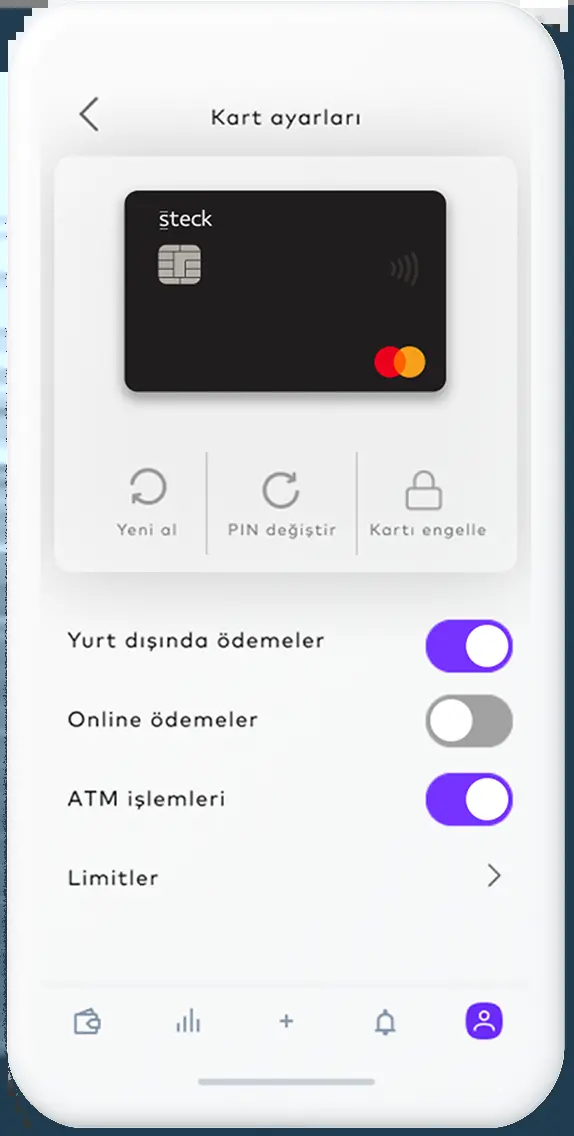 Kart ayarları
steck
Yeni al
PIN değiştir
Kartı engelle
Yurt dışında ödemeler
Online ödemeler
ATM işlemleri
Limitler